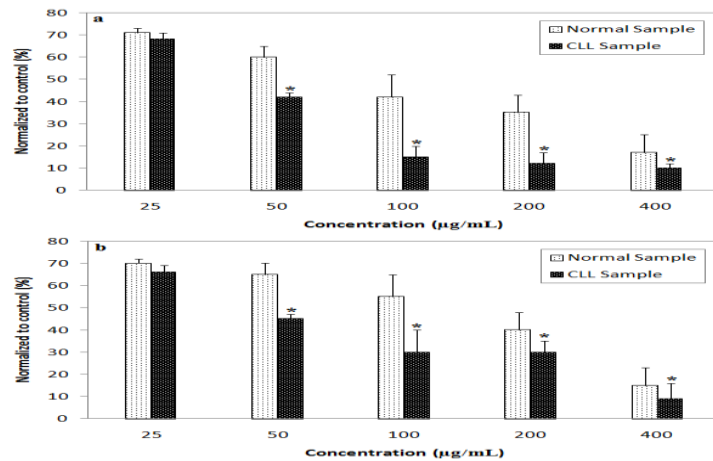 a
Normal Sample
CLL Sample
Normalized to control (%)
80
70
60
50
40
30
20
10
0
*
*
*
*
25 50 100 200 400
Concentration (µg/mL)
b
Normal Sample
CLL Sample
Normalized to control (%)
80
70
60
50
40
30
20
10
0
*
*
*
*
25 50 100 200 400
Concentration (µg/mL)